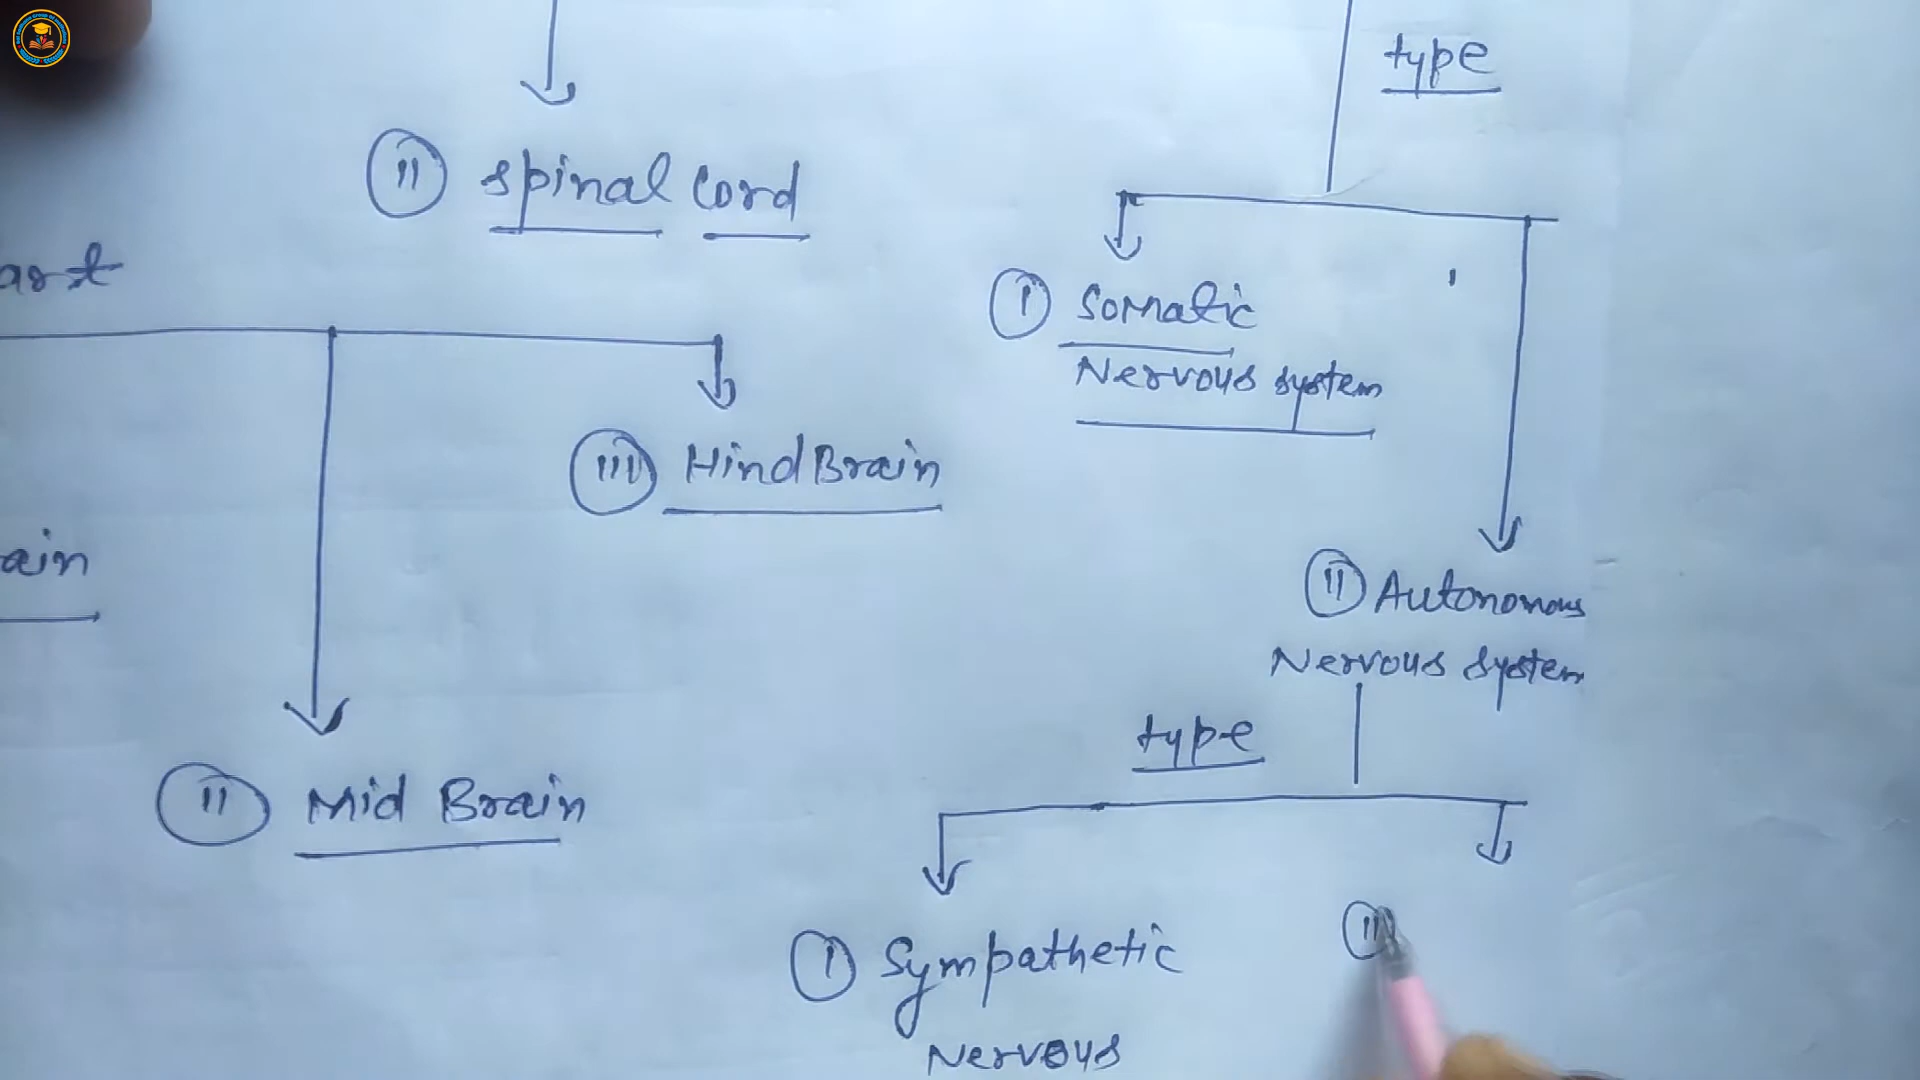 type
II spinal Cord
I Somatic
Nervous system
III Hind Brain
II Autonomous
Nervous system
type
II Mid Brain
I Sympathetic
Nervous
II